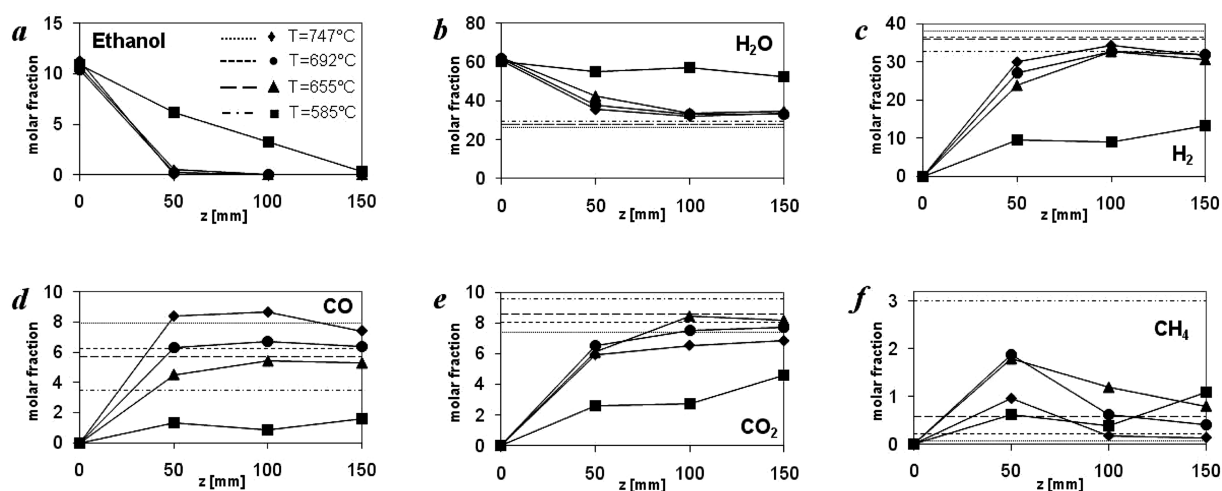 a
Ethanol
T=747°C
T=692°C
T=655°C
T=585°C
molar fraction
15
10
5
0
0 50 100 150
z [mm]
b
H2O
molar fraction
80
60
40
20
0
0 50 100 150
z [mm]
c
H2
molar fraction
40
30
20
10
0
0 50 100 150
z [mm]
d
CO
molar fraction
10
8
6
4
2
0
0 50 100 150
z [mm]
e
CO2
molar fraction
10
8
6
4
2
0
0 50 100 150
z [mm]
f
CH4
molar fraction
3
2
1
0
0 50 100 150
z [mm]